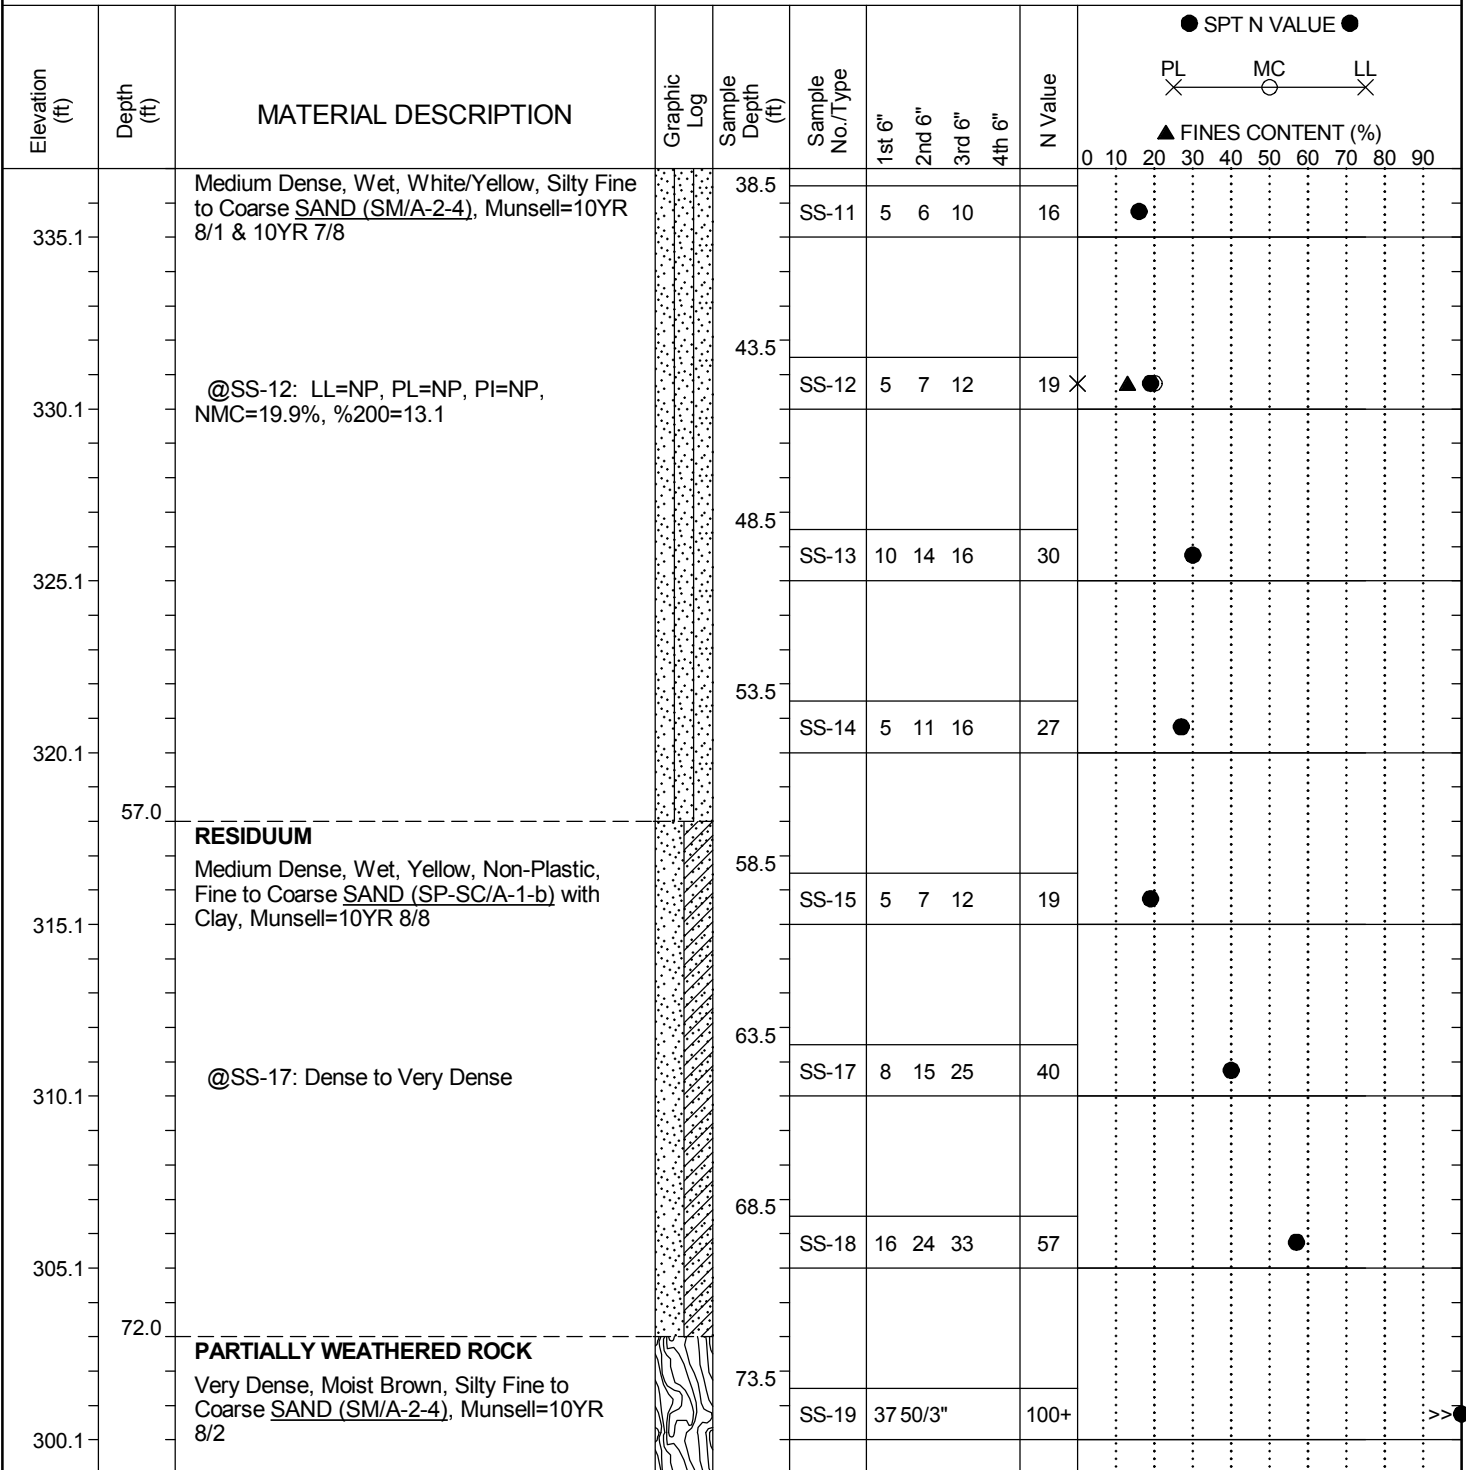 ● SPT N VALUE ●
PL MC LL
▲ FINES CONTENT (%)
0 10 20 30 40 50 60 70 80 90
Elevation (ft)
Depth (ft)
MATERIAL DESCRIPTION
Graphic Log
Sample Depth (ft)
Sample No./Type
1st 6"
2nd 6"
3rd 6"
4th 6"
N Value
Medium Dense, Wet, White/Yellow, Silty Fine
to Coarse SAND (SM/A-2-4), Munsell=10YR
8/1 & 10YR 7/8
38.5
SS-11 5 6 10 16
335.1
43.5
@SS-12: LL=NP, PL=NP, PI=NP,
NMC=19.9%, %200=13.1
SS-12 5 7 12 19
330.1
48.5
SS-13 10 14 16 30
325.1
53.5
SS-14 5 11 16 27
320.1
57.0
RESIDUUM
Medium Dense, Wet, Yellow, Non-Plastic,
Fine to Coarse SAND (SP-SC/A-1-b) with
Clay, Munsell=10YR 8/8
58.5
SS-15 5 7 12 19
315.1
63.5
@SS-17: Dense to Very Dense
SS-17 8 15 25 40
310.1
68.5
SS-18 16 24 33 57
305.1
72.0
PARTIALLY WEATHERED ROCK
Very Dense, Moist Brown, Silty Fine to
Coarse SAND (SM/A-2-4), Munsell=10YR
8/2
73.5
SS-19 37 50/3" 100+ >>
300.1